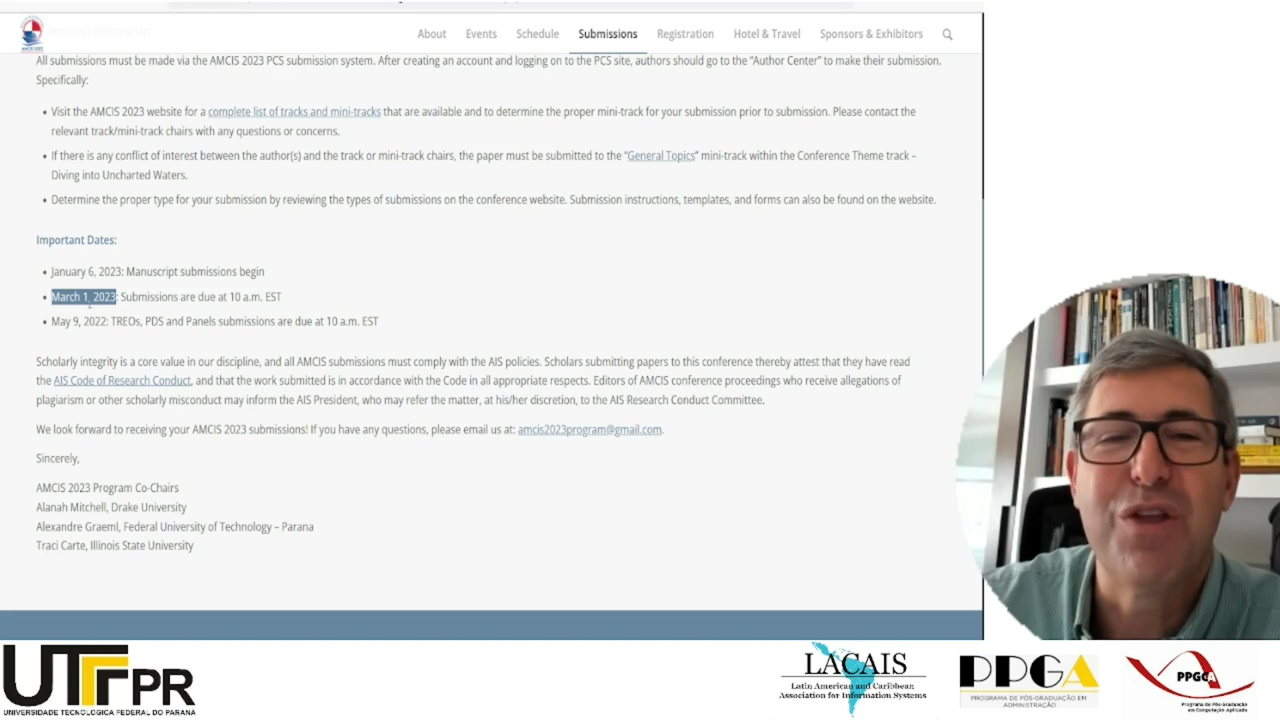 About Events Schedule Submissions Registration Hotel & Travel Sponsors & Exhibitors
All submissions must be made via the AMCIS 2023 PCS submission system. After creating an account and logging on to the PCS site, authors should go to the “Author Center” to make their submission.
Specifically:
• Visit the AMCIS 2023 website for a complete list of tracks and mini-tracks that are available and to determine the proper mini-track for your submission prior to submission. Please contact the
relevant track/mini-track chairs with any questions or concerns.
• If there is any conflict of interest between the author(s) and the track or mini-track chairs, the paper must be submitted to the “General Topics” mini-track within the Conference Theme track –
Diving into Uncharted Waters.
• Determine the proper type for your submission by reviewing the types of submissions on the conference website. Submission instructions, templates, and forms can also be found on the website.
Important Dates:
• January 6, 2023: Manuscript submissions begin
• March 1, 2023: Submissions are due at 10 a.m. EST
• May 9, 2022: TREOs, PDS and Panels submissions are due at 10 a.m. EST
Scholarly integrity is a core value in our discipline, and all AMCIS submissions must comply with the AIS policies. Scholars submitting papers to this conference thereby attest that they have read
the AIS Code of Research Conduct, and that the work submitted is in accordance with the Code in all appropriate respects. Editors of AMCIS conference proceedings who receive allegations of
plagiarism or other scholarly misconduct may inform the AIS President, who may refer the matter, at his/her discretion, to the AIS Research Conduct Committee.
We look forward to receiving your AMCIS 2023 submissions! If you have any questions, please email us at: amcis2023program@gmail.com.
Sincerely,
AMCIS 2023 Program Co-Chairs
Alanah Mitchell, Drake University
Alexandre Graeml, Federal University of Technology – Parana
Traci Carte, Illinois State University
UTFPR
UNIVERSIDADE TECNOLÓGICA FEDERAL DO PARANÁ
LACAIS
Latin American and Caribbean
Association for Information Systems
PPGA
PROGRAMA DE PÓS-GRADUAÇÃO EM
ADMINISTRAÇÃO
PPGCA
Programa de Pós-Graduação
em Computação Aplicada